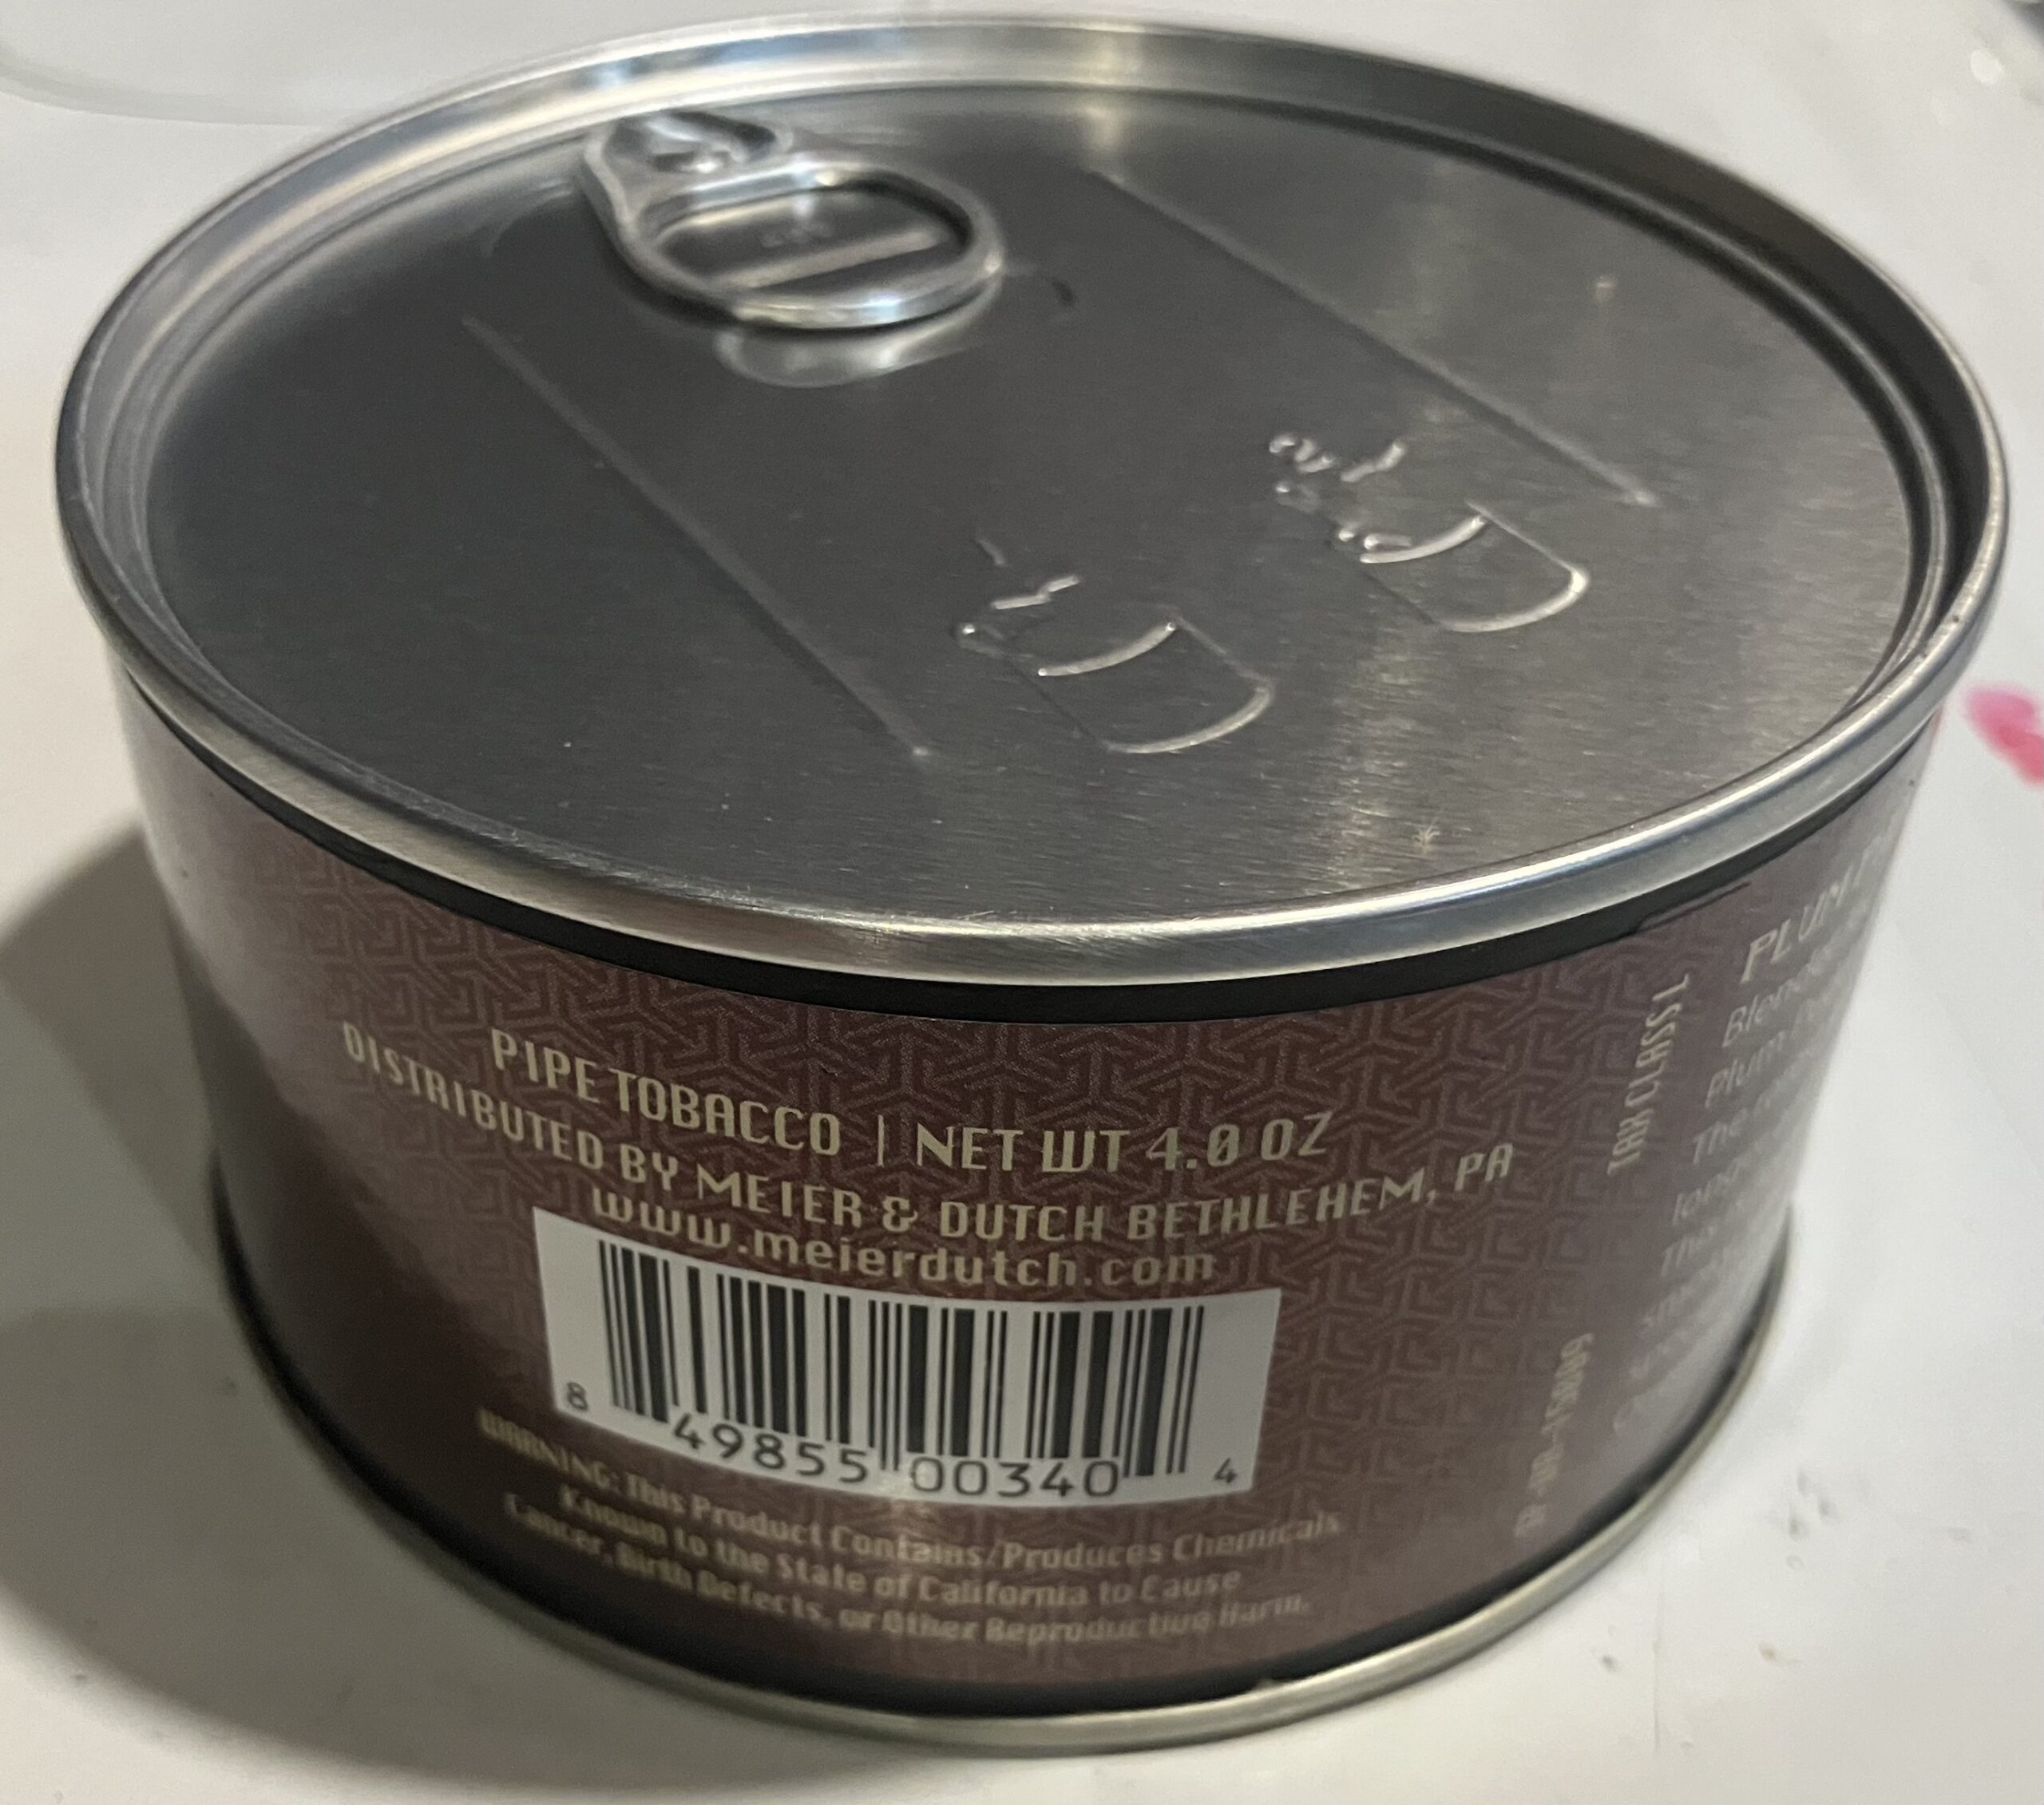 PIPE TOBACCO | NET WT 4.0 OZ
DISTRIBUTED BY MEIER & DUTCH BETHLEHEM, PA
www.meierdutch.com
8 49855 00340 4
WARNING: This Product Contains/Produces Chemicals
Known to the State of California to Cause
Cancer, Birth Defects, or Other Reproductive Harm.
TAX CLASS L
PLUM
Plum
The
This